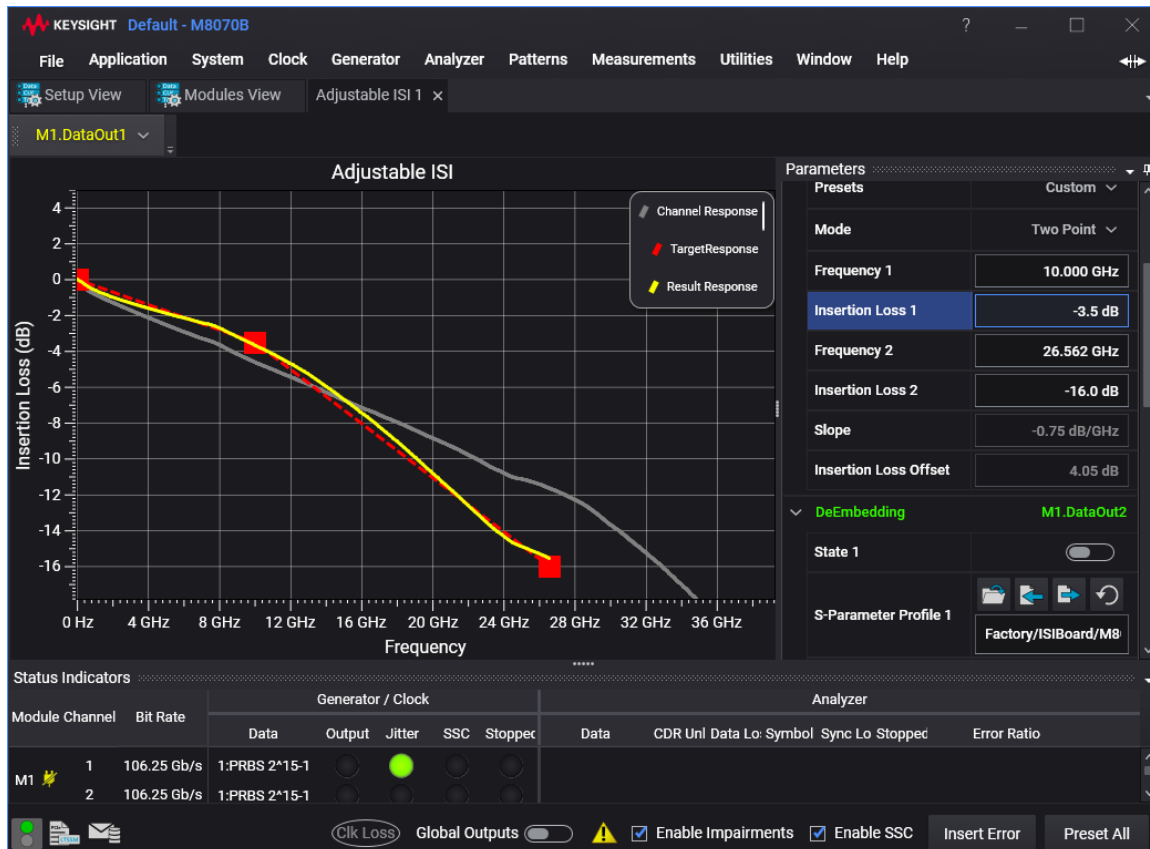 KEYSIGHT Default - M8070B ?
File Application System Clock Generator Analyzer Patterns Measurements Utilities Window Help
Setup View Modules View Adjustable ISI 1
M1.DataOut1
Adjustable ISI
Channel Response
TargetResponse
Result Response
Insertion Loss (dB)
4
2
0
-2
-4
-6
-8
-10
-12
-14
-16
0 Hz 4 GHz 8 GHz 12 GHz 16 GHz 20 GHz 24 GHz 28 GHz 32 GHz 36 GHz
Frequency
Parameters
Presets Custom
Mode Two Point
Frequency 1 10.000 GHz
Insertion Loss 1 -3.5 dB
Frequency 2 26.562 GHz
Insertion Loss 2 -16.0 dB
Slope -0.75 dB/GHz
Insertion Loss Offset 4.05 dB
DeEmbedding M1.DataOut2
State 1
S-Parameter Profile 1
Factory/ISIBoard/M8
Status Indicators
Generator / Clock Analyzer
Module Channel Bit Rate
Data Output Jitter SSC Stopped Data CDR Unl Data Lo Symbol Sync Lo Stopped Error Ratio
M1
1 106.25 Gb/s 1:PRBS 2^15-1
2 106.25 Gb/s 1:PRBS 2^15-1
Clk Loss Global Outputs Enable Impairments Enable SSC Insert Error Preset All